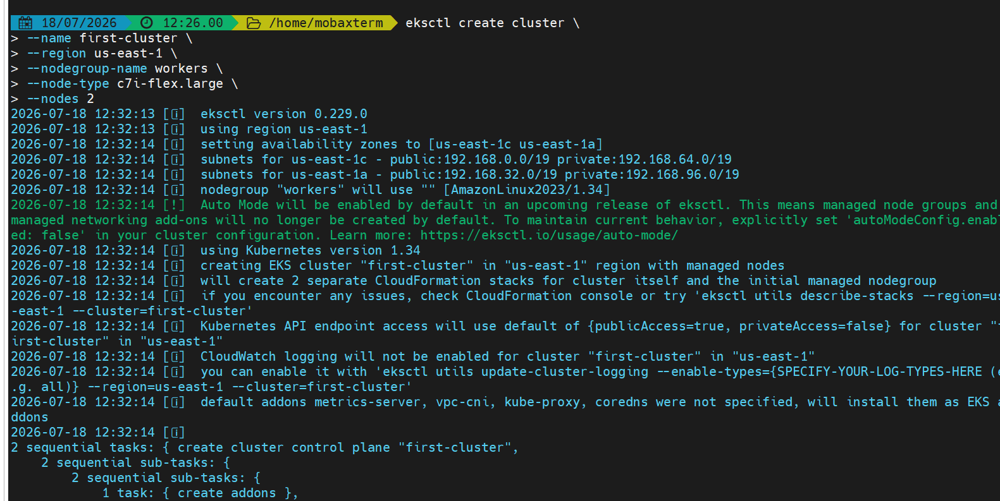 18/07/2026 12:26.00 /home/mobaxterm eksctl create cluster \
> --name first-cluster \
> --region us-east-1 \
> --nodegroup-name workers \
> --node-type c7i-flex.large \
> --nodes 2
2026-07-18 12:32:13 [ℹ] eksctl version 0.229.0
2026-07-18 12:32:13 [ℹ] using region us-east-1
2026-07-18 12:32:14 [ℹ] setting availability zones to [us-east-1c us-east-1a]
2026-07-18 12:32:14 [ℹ] subnets for us-east-1c - public:192.168.0.0/19 private:192.168.64.0/19
2026-07-18 12:32:14 [ℹ] subnets for us-east-1a - public:192.168.32.0/19 private:192.168.96.0/19
2026-07-18 12:32:14 [ℹ] nodegroup "workers" will use "" [AmazonLinux2023/1.34]
2026-07-18 12:32:14 [!] Auto Mode will be enabled by default in an upcoming release of eksctl. This means managed node groups and
managed networking add-ons will no longer be created by default. To maintain current behavior, explicitly set 'autoModeConfig.enabl
ed: false' in your cluster configuration. Learn more: https://eksctl.io/usage/auto-mode/
2026-07-18 12:32:14 [ℹ] using Kubernetes version 1.34
2026-07-18 12:32:14 [ℹ] creating EKS cluster "first-cluster" in "us-east-1" region with managed nodes
2026-07-18 12:32:14 [ℹ] will create 2 separate CloudFormation stacks for cluster itself and the initial managed nodegroup
2026-07-18 12:32:14 [ℹ] if you encounter any issues, check CloudFormation console or try 'eksctl utils describe-stacks --region=us
-east-1 --cluster=first-cluster'
2026-07-18 12:32:14 [ℹ] Kubernetes API endpoint access will use default of {publicAccess=true, privateAccess=false} for cluster "f
irst-cluster" in "us-east-1"
2026-07-18 12:32:14 [ℹ] CloudWatch logging will not be enabled for cluster "first-cluster" in "us-east-1"
2026-07-18 12:32:14 [ℹ] you can enable it with 'eksctl utils update-cluster-logging --enable-types={SPECIFY-YOUR-LOG-TYPES-HERE (e
.g. all)} --region=us-east-1 --cluster=first-cluster'
2026-07-18 12:32:14 [ℹ] default addons metrics-server, vpc-cni, kube-proxy, coredns were not specified, will install them as EKS a
ddons
2026-07-18 12:32:14 [ℹ]
2 sequential tasks: { create cluster control plane "first-cluster",
2 sequential sub-tasks: {
2 sequential sub-tasks: {
1 task: { create addons },